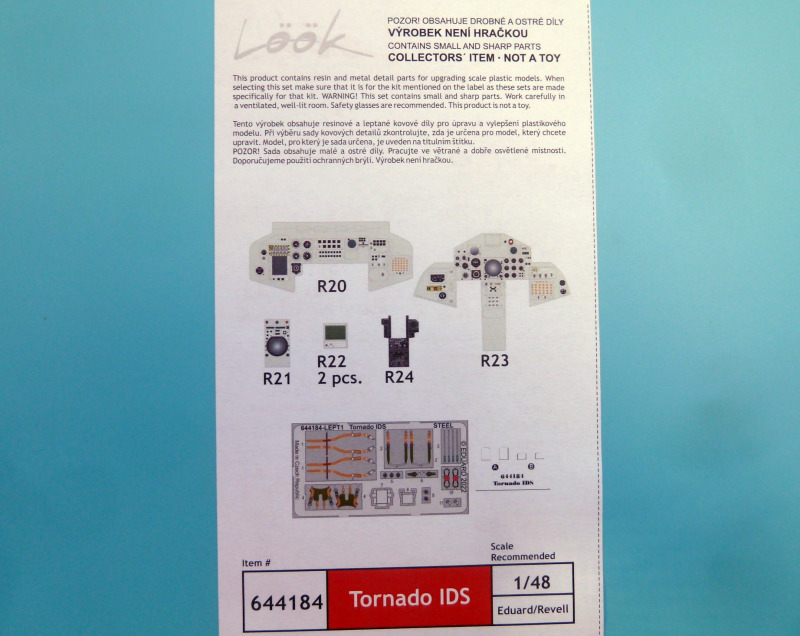 Löök
POZOR! OBSAHUJE DROBNÉ A OSTRÉ DÍLY
VÝROBEK NENÍ HRAČKOU
CONTAINS SMALL AND SHARP PARTS
COLLECTORS´ ITEM · NOT A TOY
This product contains resin and metal detail parts for upgrading scale plastic models. When
selecting this set make sure that it is for the kit mentioned on the label as these sets are made
specifically for that kit. WARNING! This set contains small and sharp parts. Work carefully in
a ventilated, well-lit room. Safety glasses are recommended. This product is not a toy.
Tento výrobek obsahuje resinové a leptané kovové díly pro úpravu a vylepšení plastikového
modelu. Při výběru sady kovových detailů zkontrolujte, zda je určena pro model, který chcete
upravit. Model, pro který je sada určena, je uveden na titulním štítku.
POZOR! Sada obsahuje malé a ostré díly. Pracujte ve větrané a dobře osvětlené místnosti.
Doporučujeme použití ochranných brýlí. Výrobek není hračkou.
R20
R21
R22
2 pcs.
R24
R23
644184-LEPT1 Tornado IDS STEEL
Made in Czech Republic
© EDUARD 2022
A B
644184
Tornado IDS
Item #
Scale
Recommended
644184
Tornado IDS
1/48
Eduard/Revell